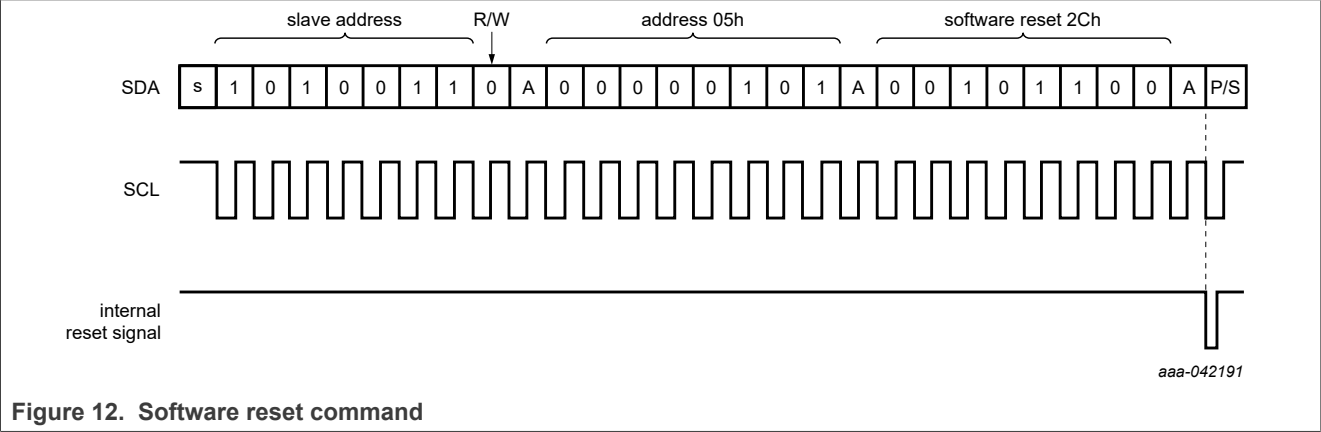 slave address R/W address 05h software reset 2Ch
SDA s 1 0 1 0 0 1 1 0 A 0 0 0 0 0 1 0 1 A 0 0 1 0 1 1 0 0 A P/S
SCL
internal
reset signal
aaa-042191
Figure 12. Software reset command